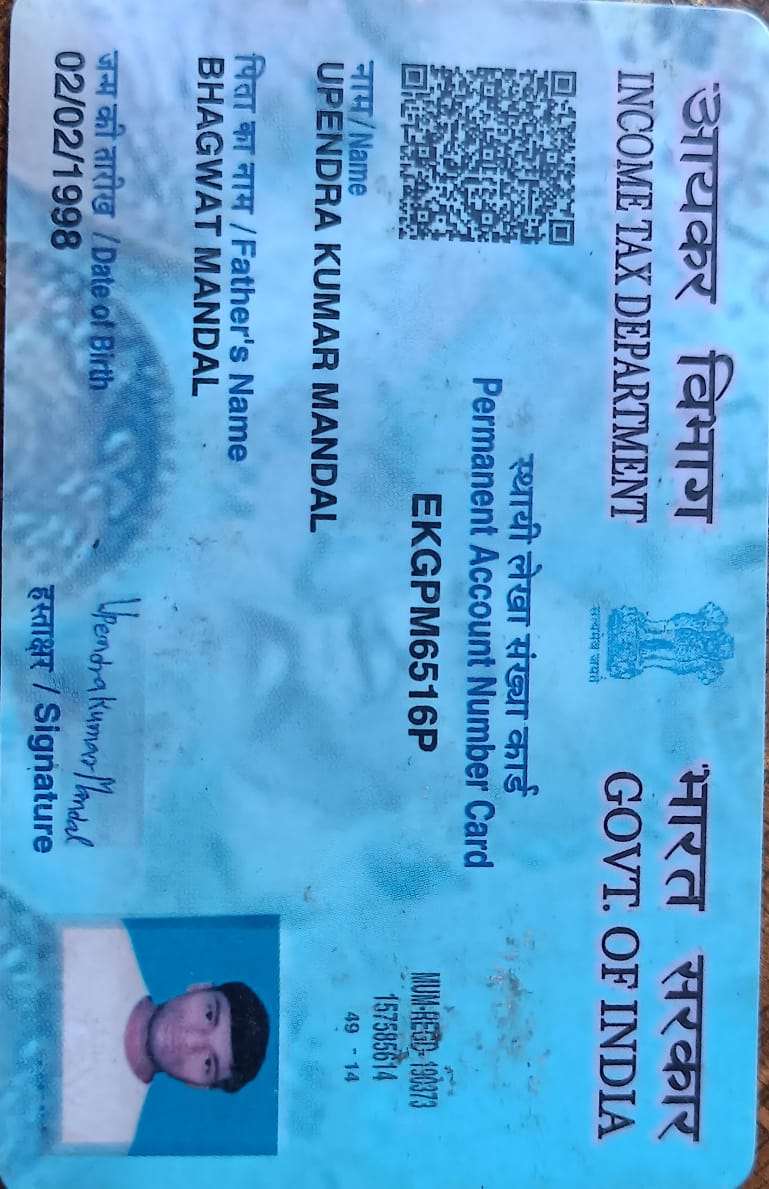 आयकर विभाग
INCOME TAX DEPARTMENT
सत्यमेव जयते
भारत सरकार
GOVT. OF INDIA
स्थायी लेखा संख्या कार्ड
Permanent Account Number Card
EKGPM6516P
नाम / Name
UPENDRA KUMAR MANDAL
पिता का नाम / Father's Name
BHAGWAT MANDAL
जन्म की तारीख / Date of Birth
02/02/1998
Upendra Kumar Mandal
हस्ताक्षर / Signature
MUM-REGD-190373
157585614
49 - 14